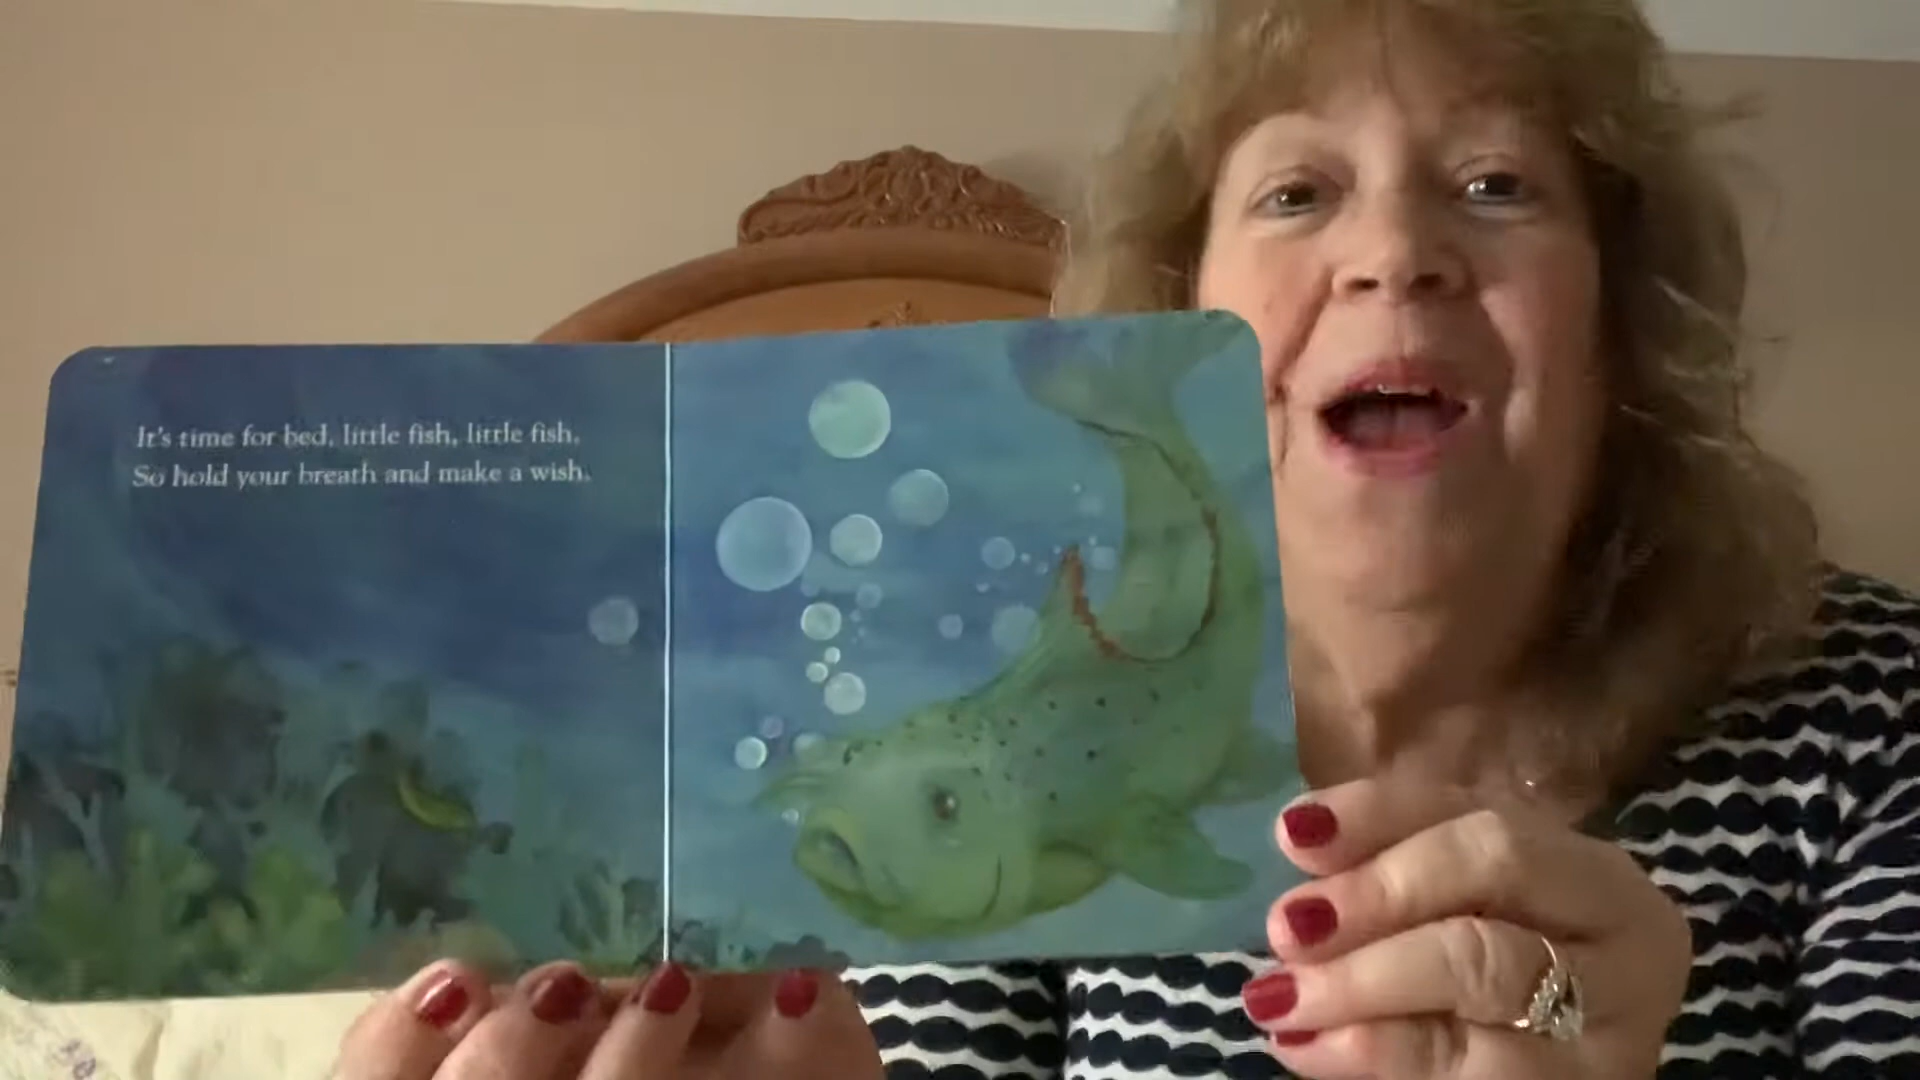 It's time for bed, little fish, little fish,
So hold your breath and make a wish.